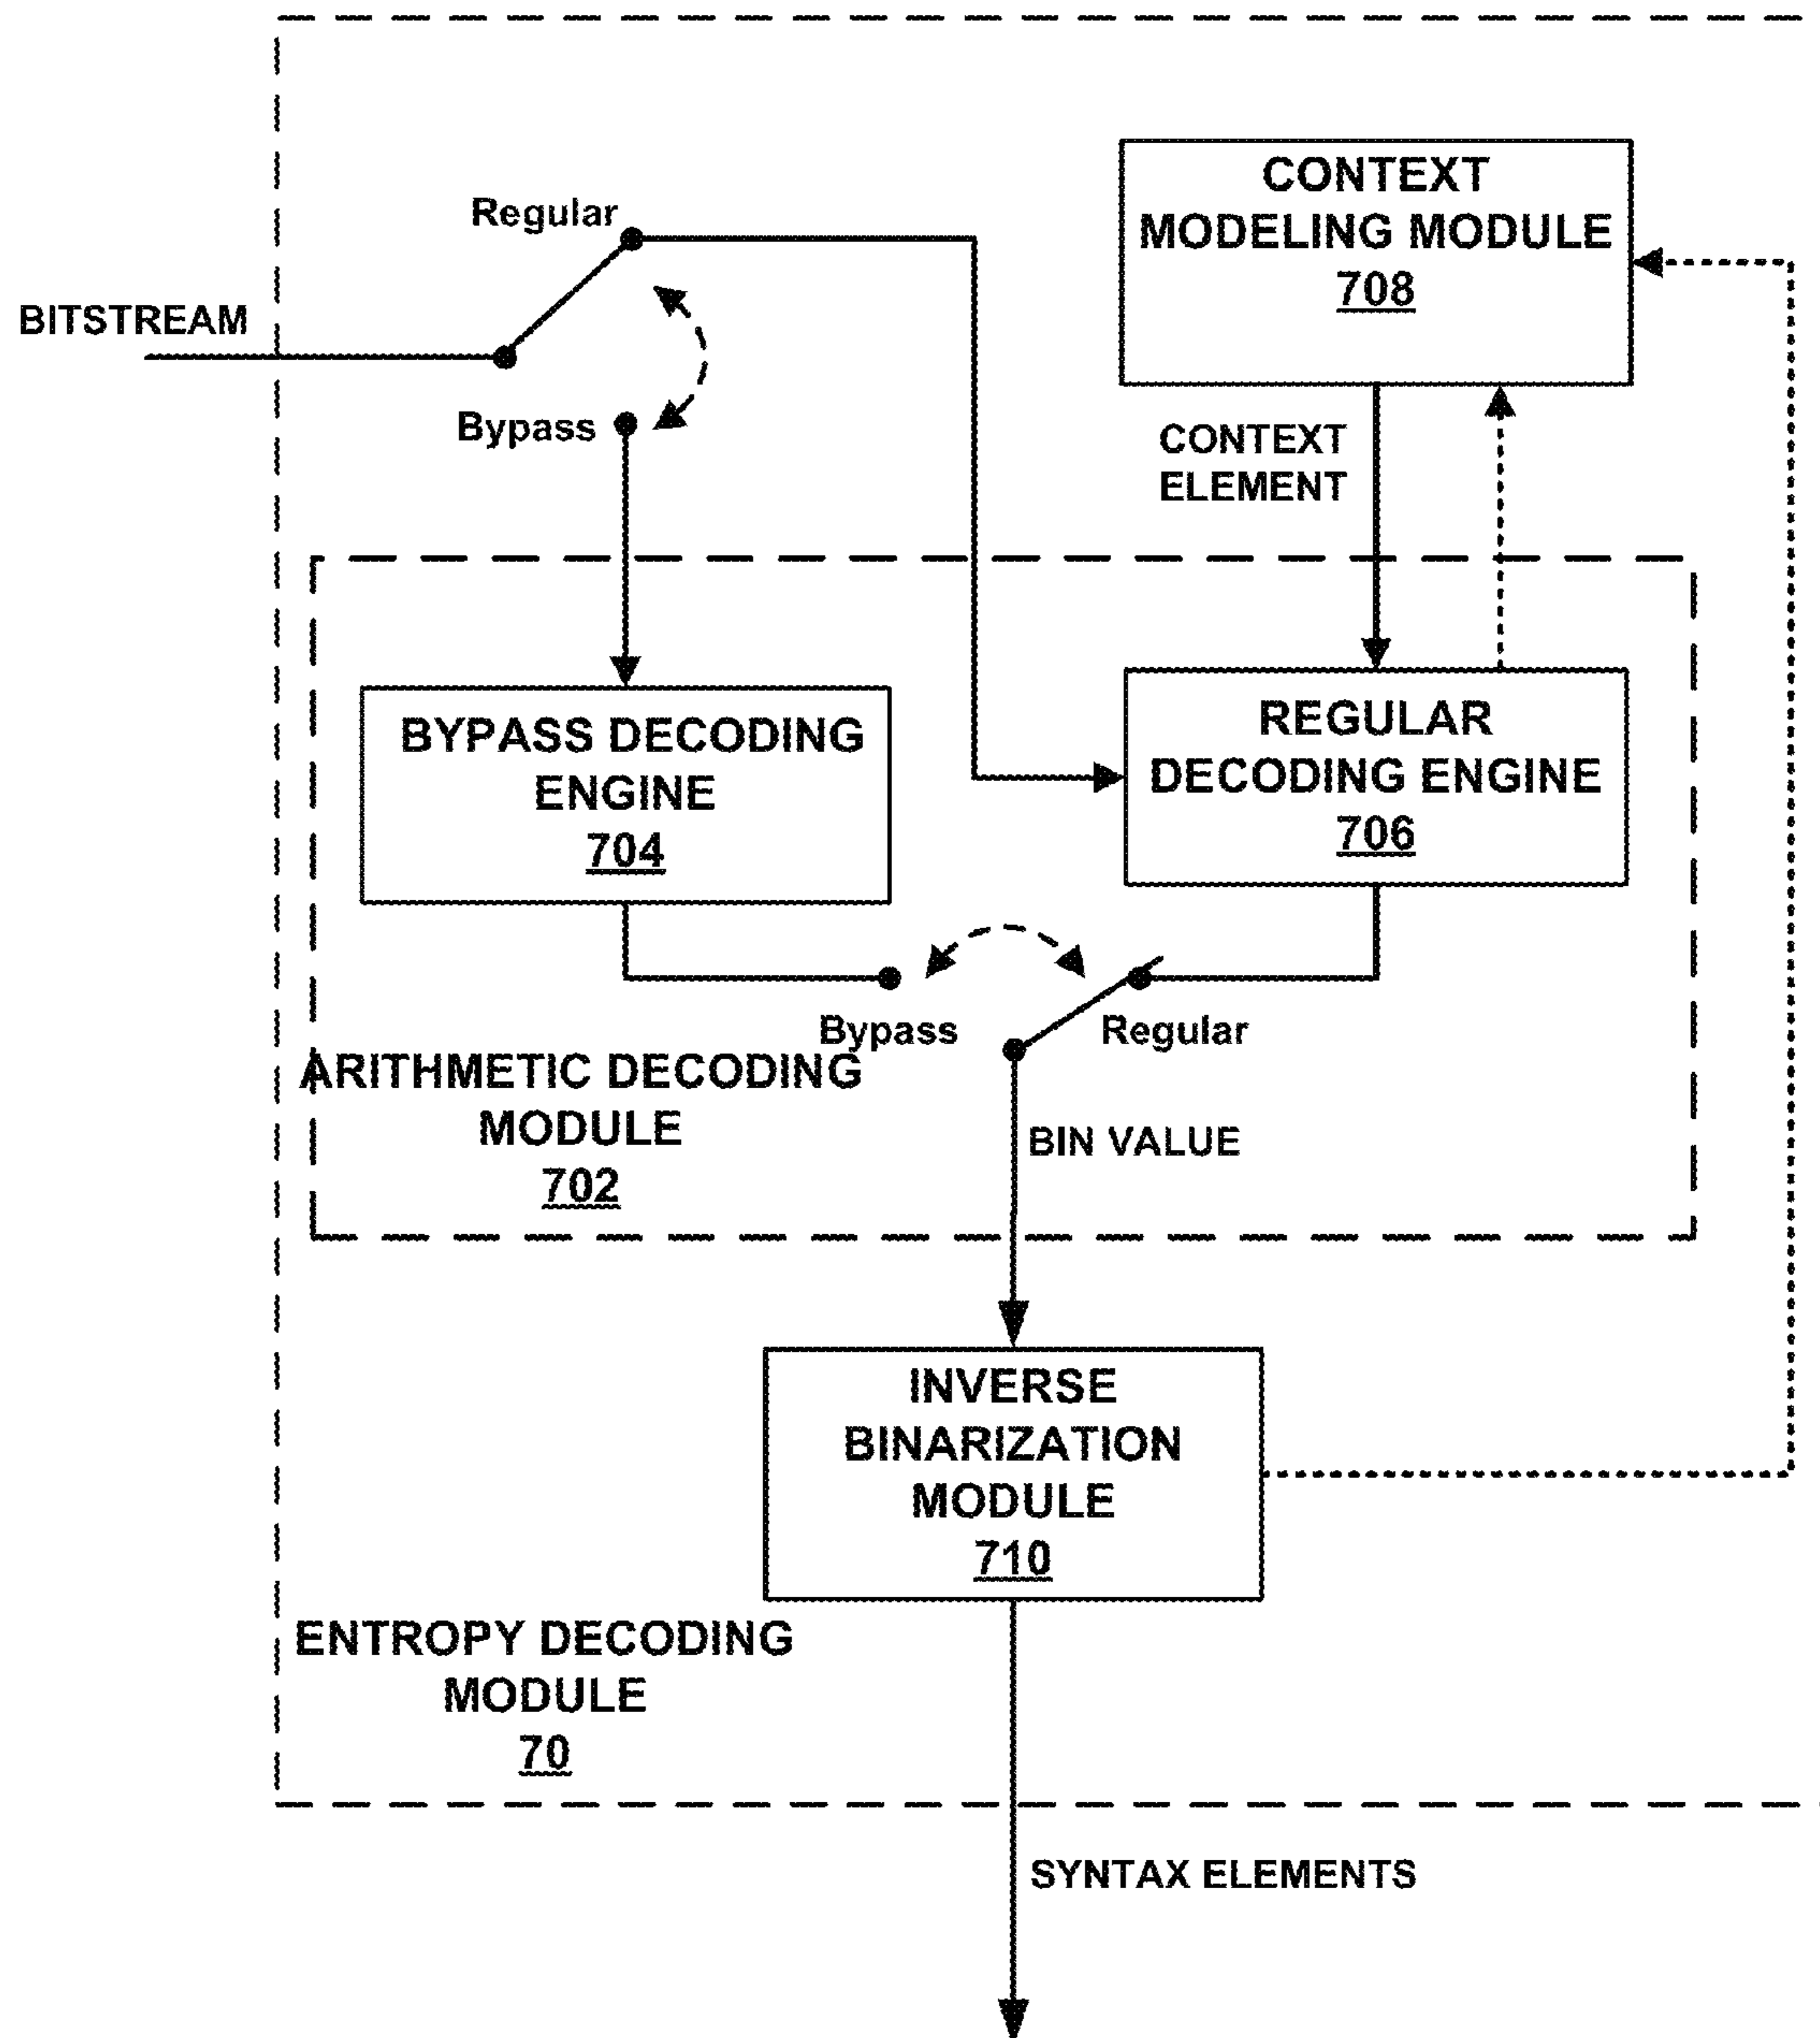 Regular
BITSTREAM
Bypass
CONTEXT
MODELING MODULE
708
CONTEXT
ELEMENT
BYPASS DECODING
ENGINE
704
REGULAR
DECODING ENGINE
706
Bypass
Regular
ARITHMETIC DECODING
MODULE
702
BIN VALUE
INVERSE
BINARIZATION
MODULE
710
ENTROPY DECODING
MODULE
70
SYNTAX ELEMENTS